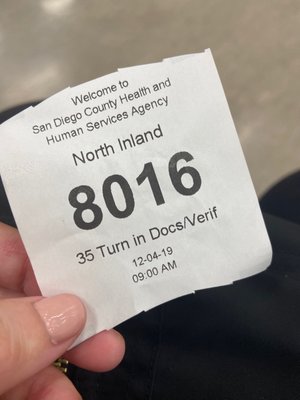 Welcome to
San Diego County Health and
Human Services Agency
North Inland
8016
35 Turn in Docs/Verif
12-04-19
09:00 AM